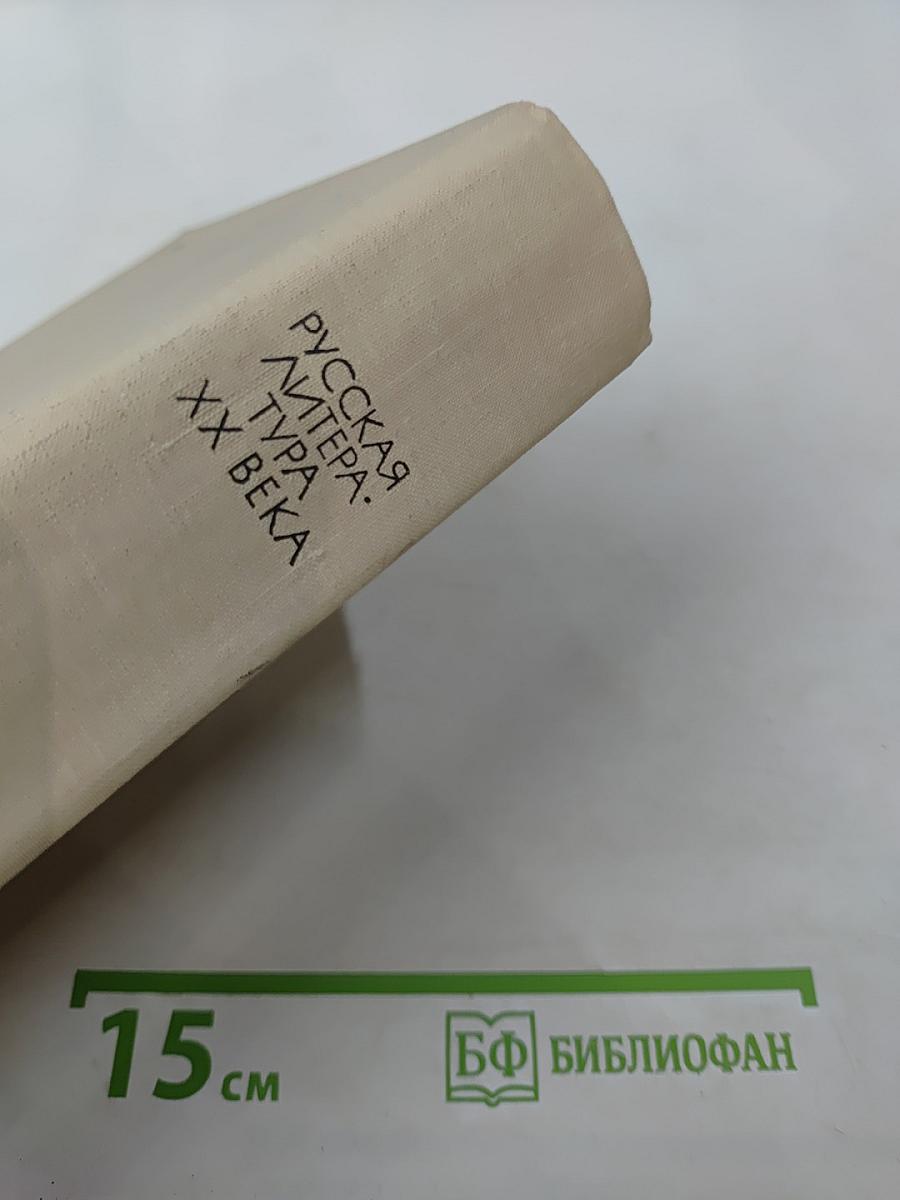 РУССКАЯ
ЛИТЕРА·
ТУРА
XX ВЕКА
15 см
БФ БИБЛИОФАН